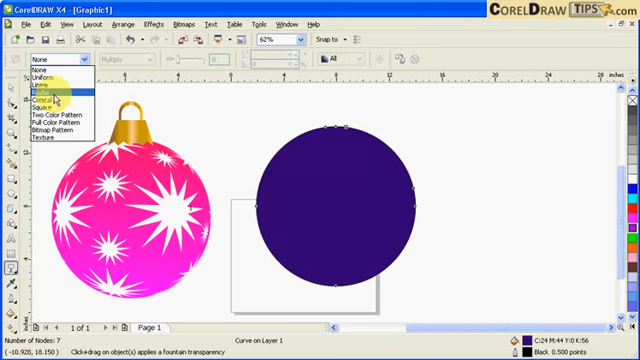 CORELDRAW TIPS.com
CorelDRAW X4 - [Graphic1]
File Edit View Layout Arrange Effects Bitmaps Text Table Tools Window Help
62% Snap to
None Multiply 0 All
None
Uniform
Linear
Radial
Conical
Square
Two Color Pattern
Full Color Pattern
Bitmap Pattern
Texture
1 of 1 Page 1
Number of Nodes: 7 Curve on Layer 1 C:24 M:44 Y:0 K:56
(-10.928, 18.150) Click+drag on object(s) applies a fountain transparency Black 0.500 points